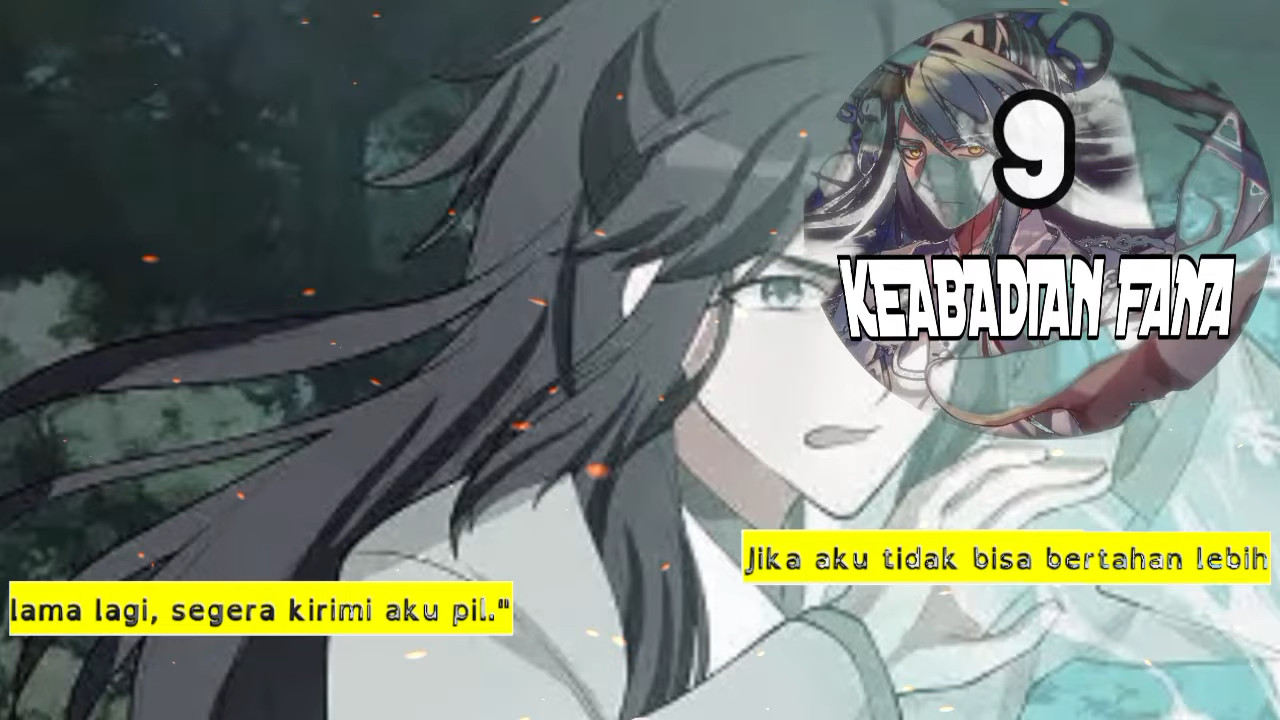 9
KEABADIAN FANA
Jika aku tidak bisa bertahan lebih
lama lagi, segera kirimi aku pil."